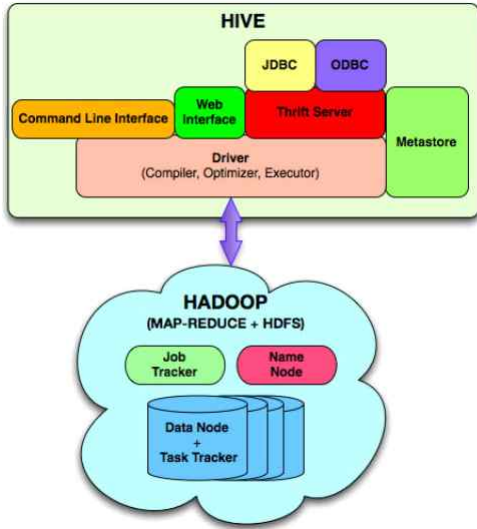 HIVE
JDBC
ODBC
Command Line Interface
Web
Interface
Thrift Server
Metastore
Driver
(Compiler, Optimizer, Executor)
HADOOP
(MAP-REDUCE + HDFS)
Job
Tracker
Name
Node
Data Node
+
Task Tracker